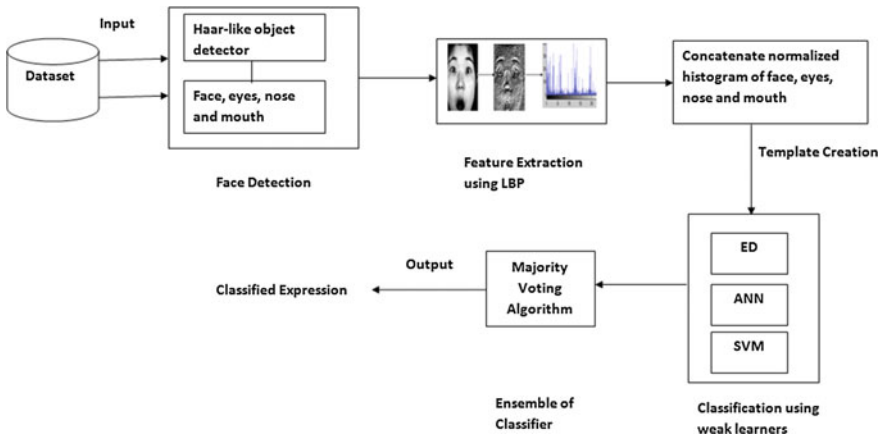 Input
Dataset
Haar-like object
detector
Face, eyes, nose
and mouth
Face Detection
Feature Extraction
using LBP
Concatenate normalized
histogram of face, eyes,
nose and mouth
Template Creation
ED
ANN
SVM
Classification using
weak learners
Majority
Voting
Algorithm
Ensemble of
Classifier
Output
Classified Expression